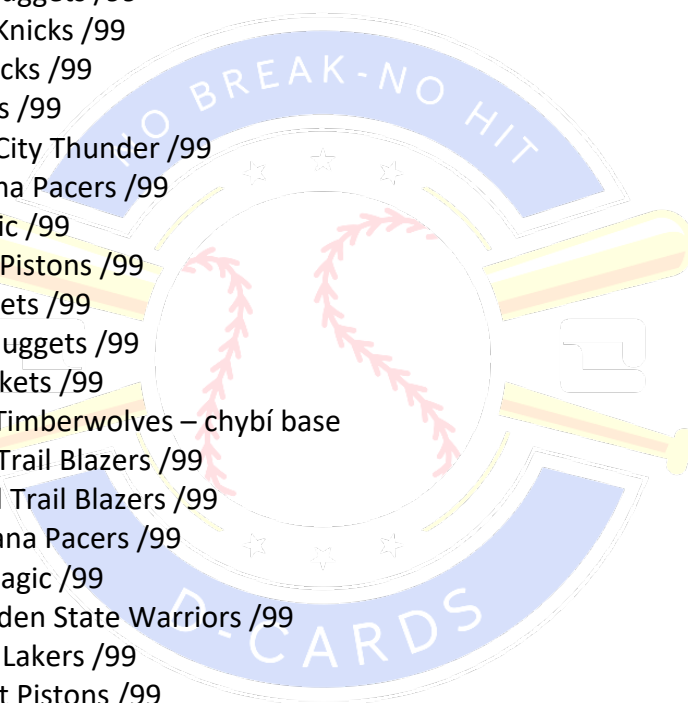 Knicks /99
cks /99
s /99
City Thunder /99
na Pacers /99
ic /99
Pistons /99
ets /99
uggets /99
kets /99
Timberwolves – chybí base
Trail Blazers /99
l Trail Blazers /99
ana Pacers /99
agic /99
den State Warriors /99
Lakers /99
t Pistons /99
NO BREAK-NO HIT
D-CARDS